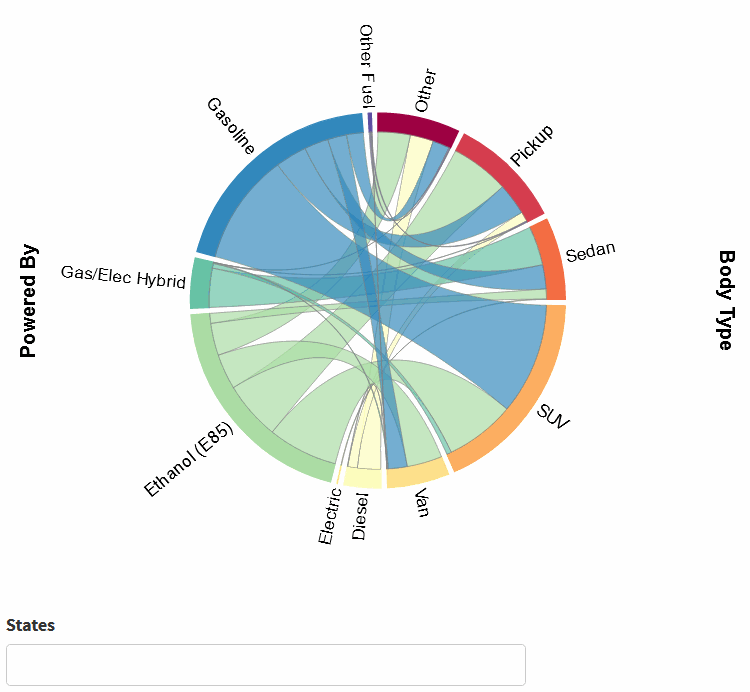 Other Fuel
Other
Gasoline
Pickup
Sedan
Gas/Elec Hybrid
Powered By
Body Type
SUV
Ethanol (E85)
Electric
Diesel
Van
States